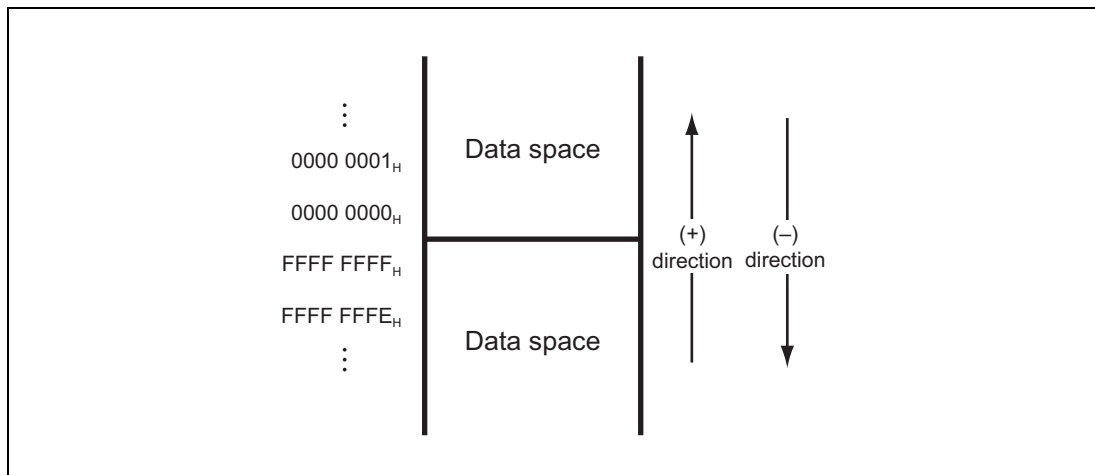 ⋮
0000 0001H
0000 0000H
FFFF FFFFH
FFFF FFFEH
⋮
Data space
Data space
(+)
direction
(–)
direction